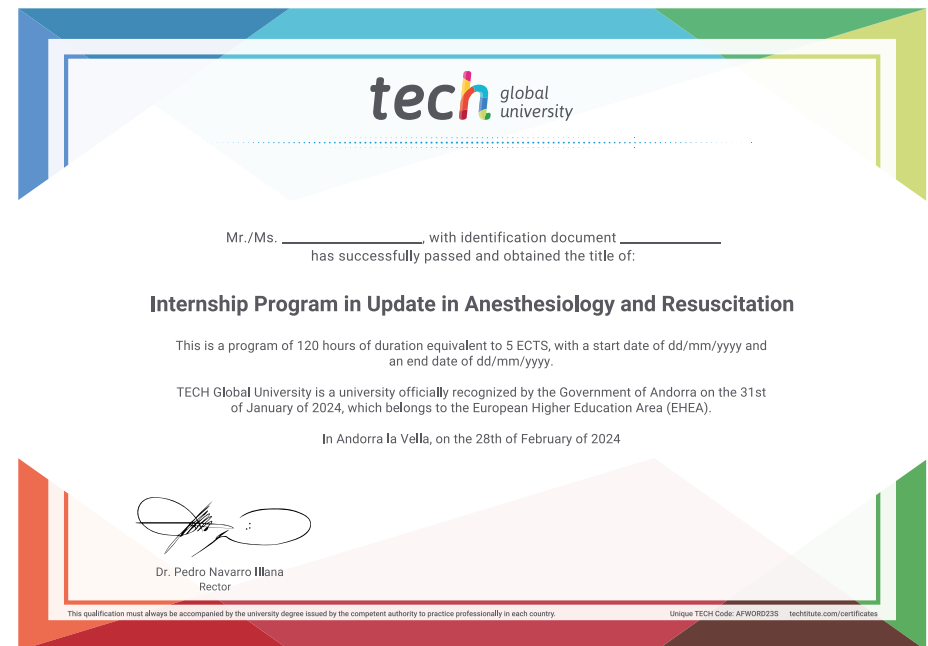 tech global
university
Mr./Ms. ____________________, with identification document ______________
has successfully passed and obtained the title of:
Internship Program in Update in Anesthesiology and Resuscitation
This is a program of 120 hours of duration equivalent to 5 ECTS, with a start date of dd/mm/yyyy and
an end date of dd/mm/yyyy.
TECH Global University is a university officially recognized by the Government of Andorra on the 31st
of January of 2024, which belongs to the European Higher Education Area (EHEA).
In Andorra la Vella, on the 28th of February of 2024
Dr. Pedro Navarro Illana
Rector
This qualification must always be accompanied by the university degree issued by the competent authority to practice professionally in each country. Unique TECH Code: AFWORD23S techtitute.com/certificates